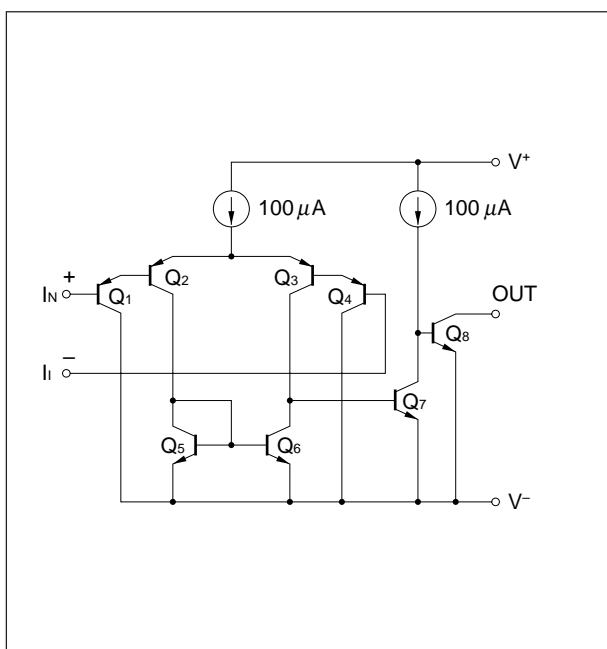 V+
100 μA 100 μA
Q2 Q3 OUT
IN + Q1 Q4 Q8
II − Q7
Q5 Q6
V−